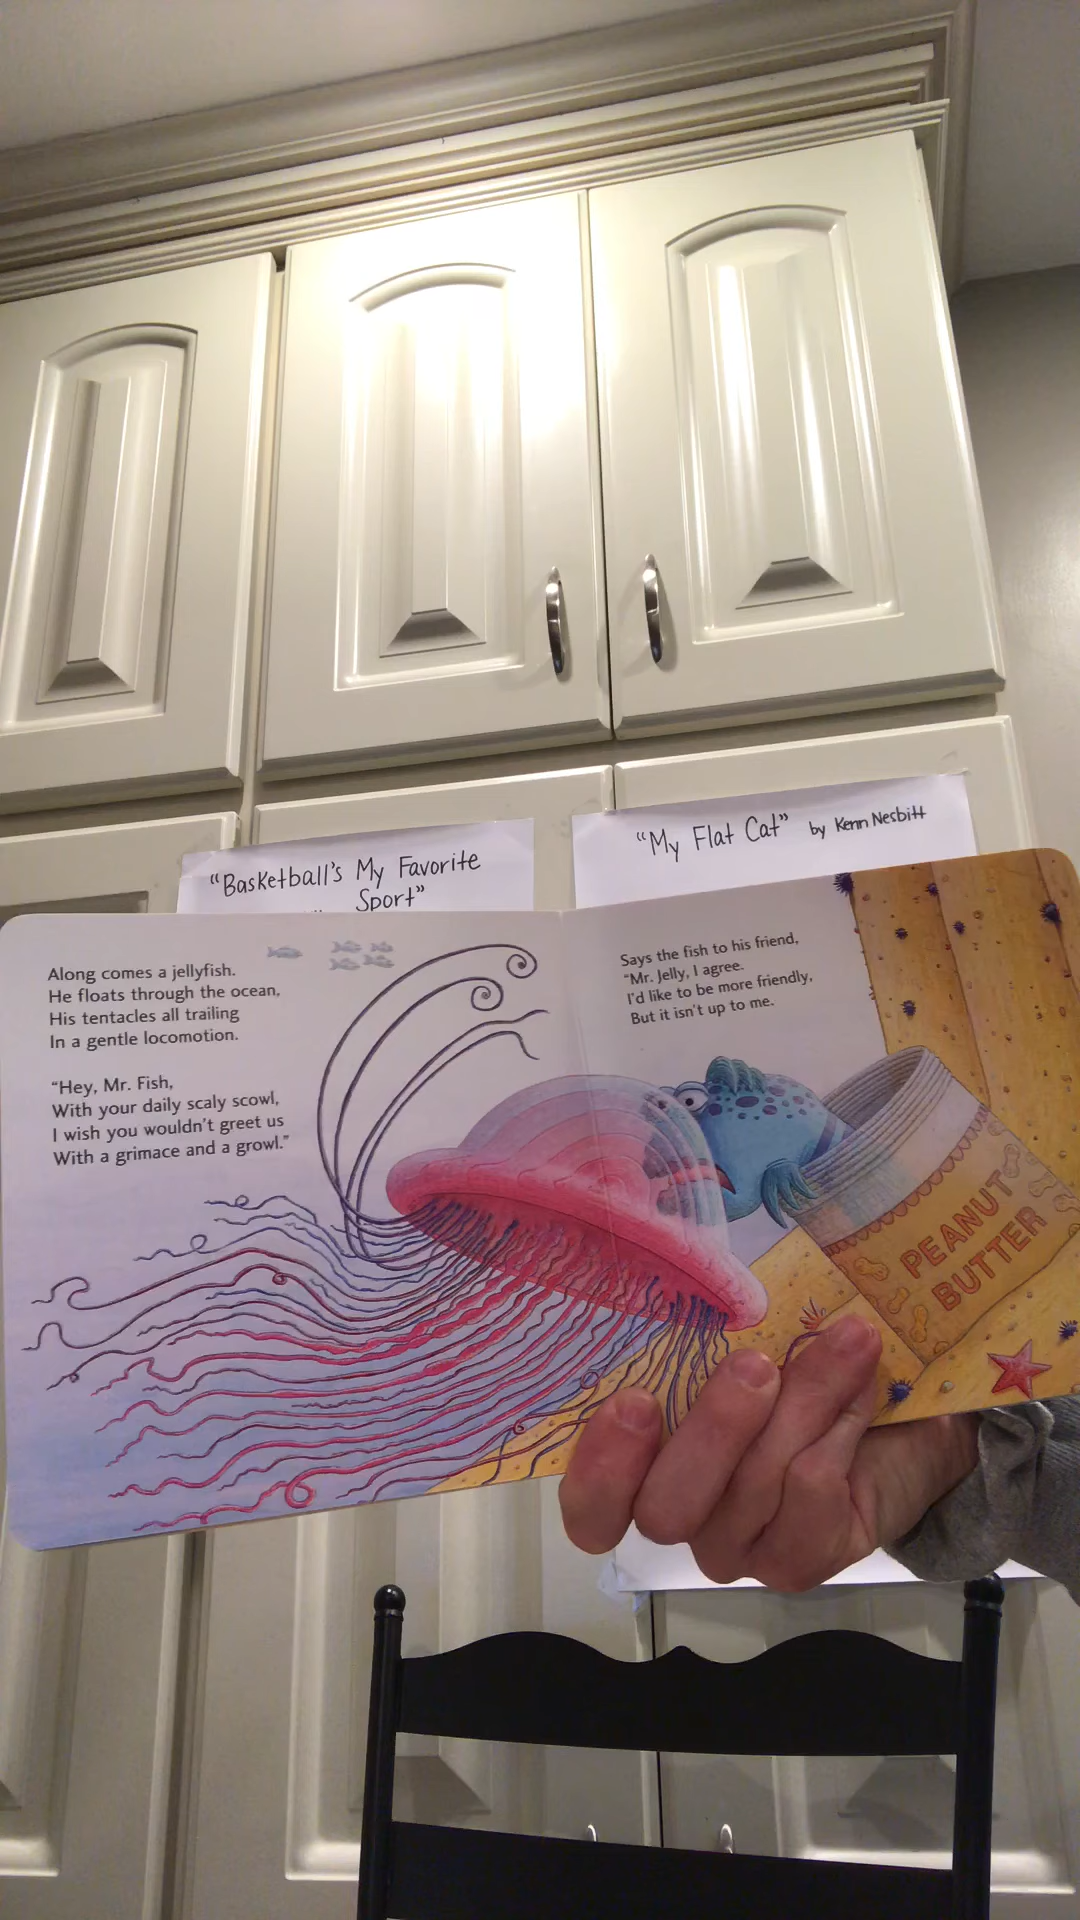 "Basketball's My Favorite
Sport"
"My Flat Cat" by Kenn Nesbitt
Along comes a jellyfish.
He floats through the ocean,
His tentacles all trailing
In a gentle locomotion.
"Hey, Mr. Fish,
With your daily scaly scowl,
I wish you wouldn't greet us
With a grimace and a growl."
Says the fish to his friend,
"Mr. Jelly, I agree.
I'd like to be more friendly,
But it isn't up to me.
PEANUT
BUTTER